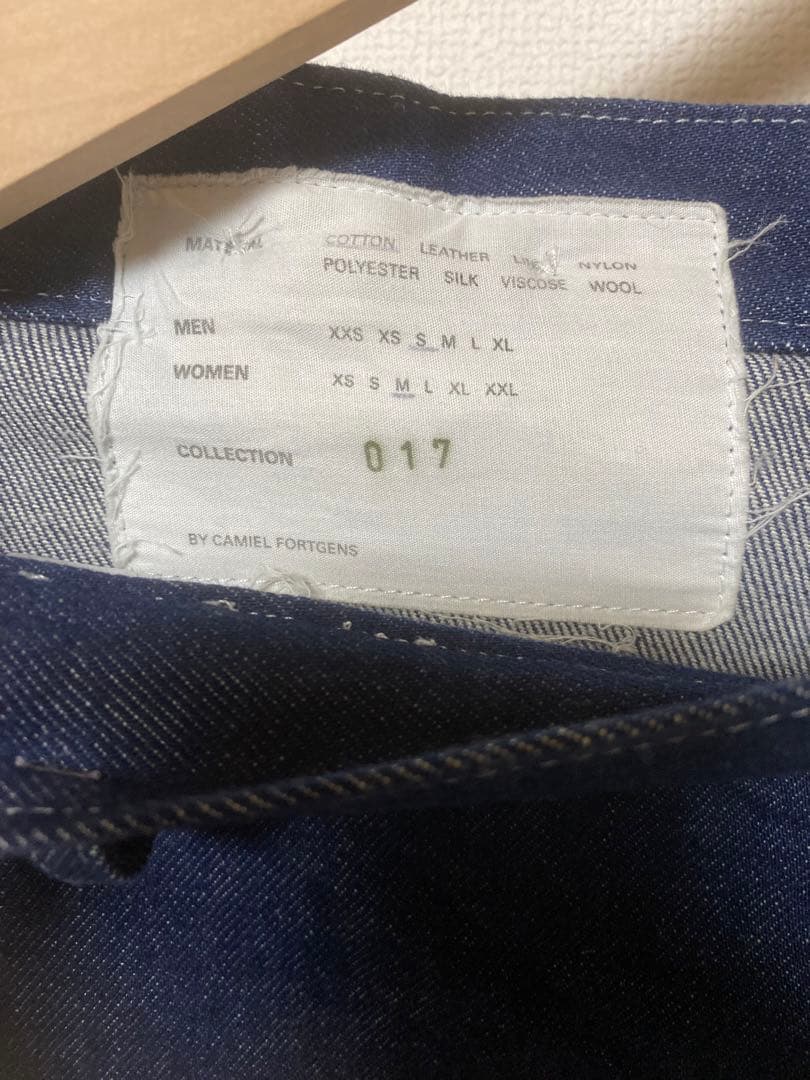 COTTON LEATHER NYLON
POLYESTER SILK VISCOSE WOOL
MEN XXS XS S M L XL
WOMEN XS S M L XL XXL
COLLECTION 017
BY CAMIEL FORTGENS